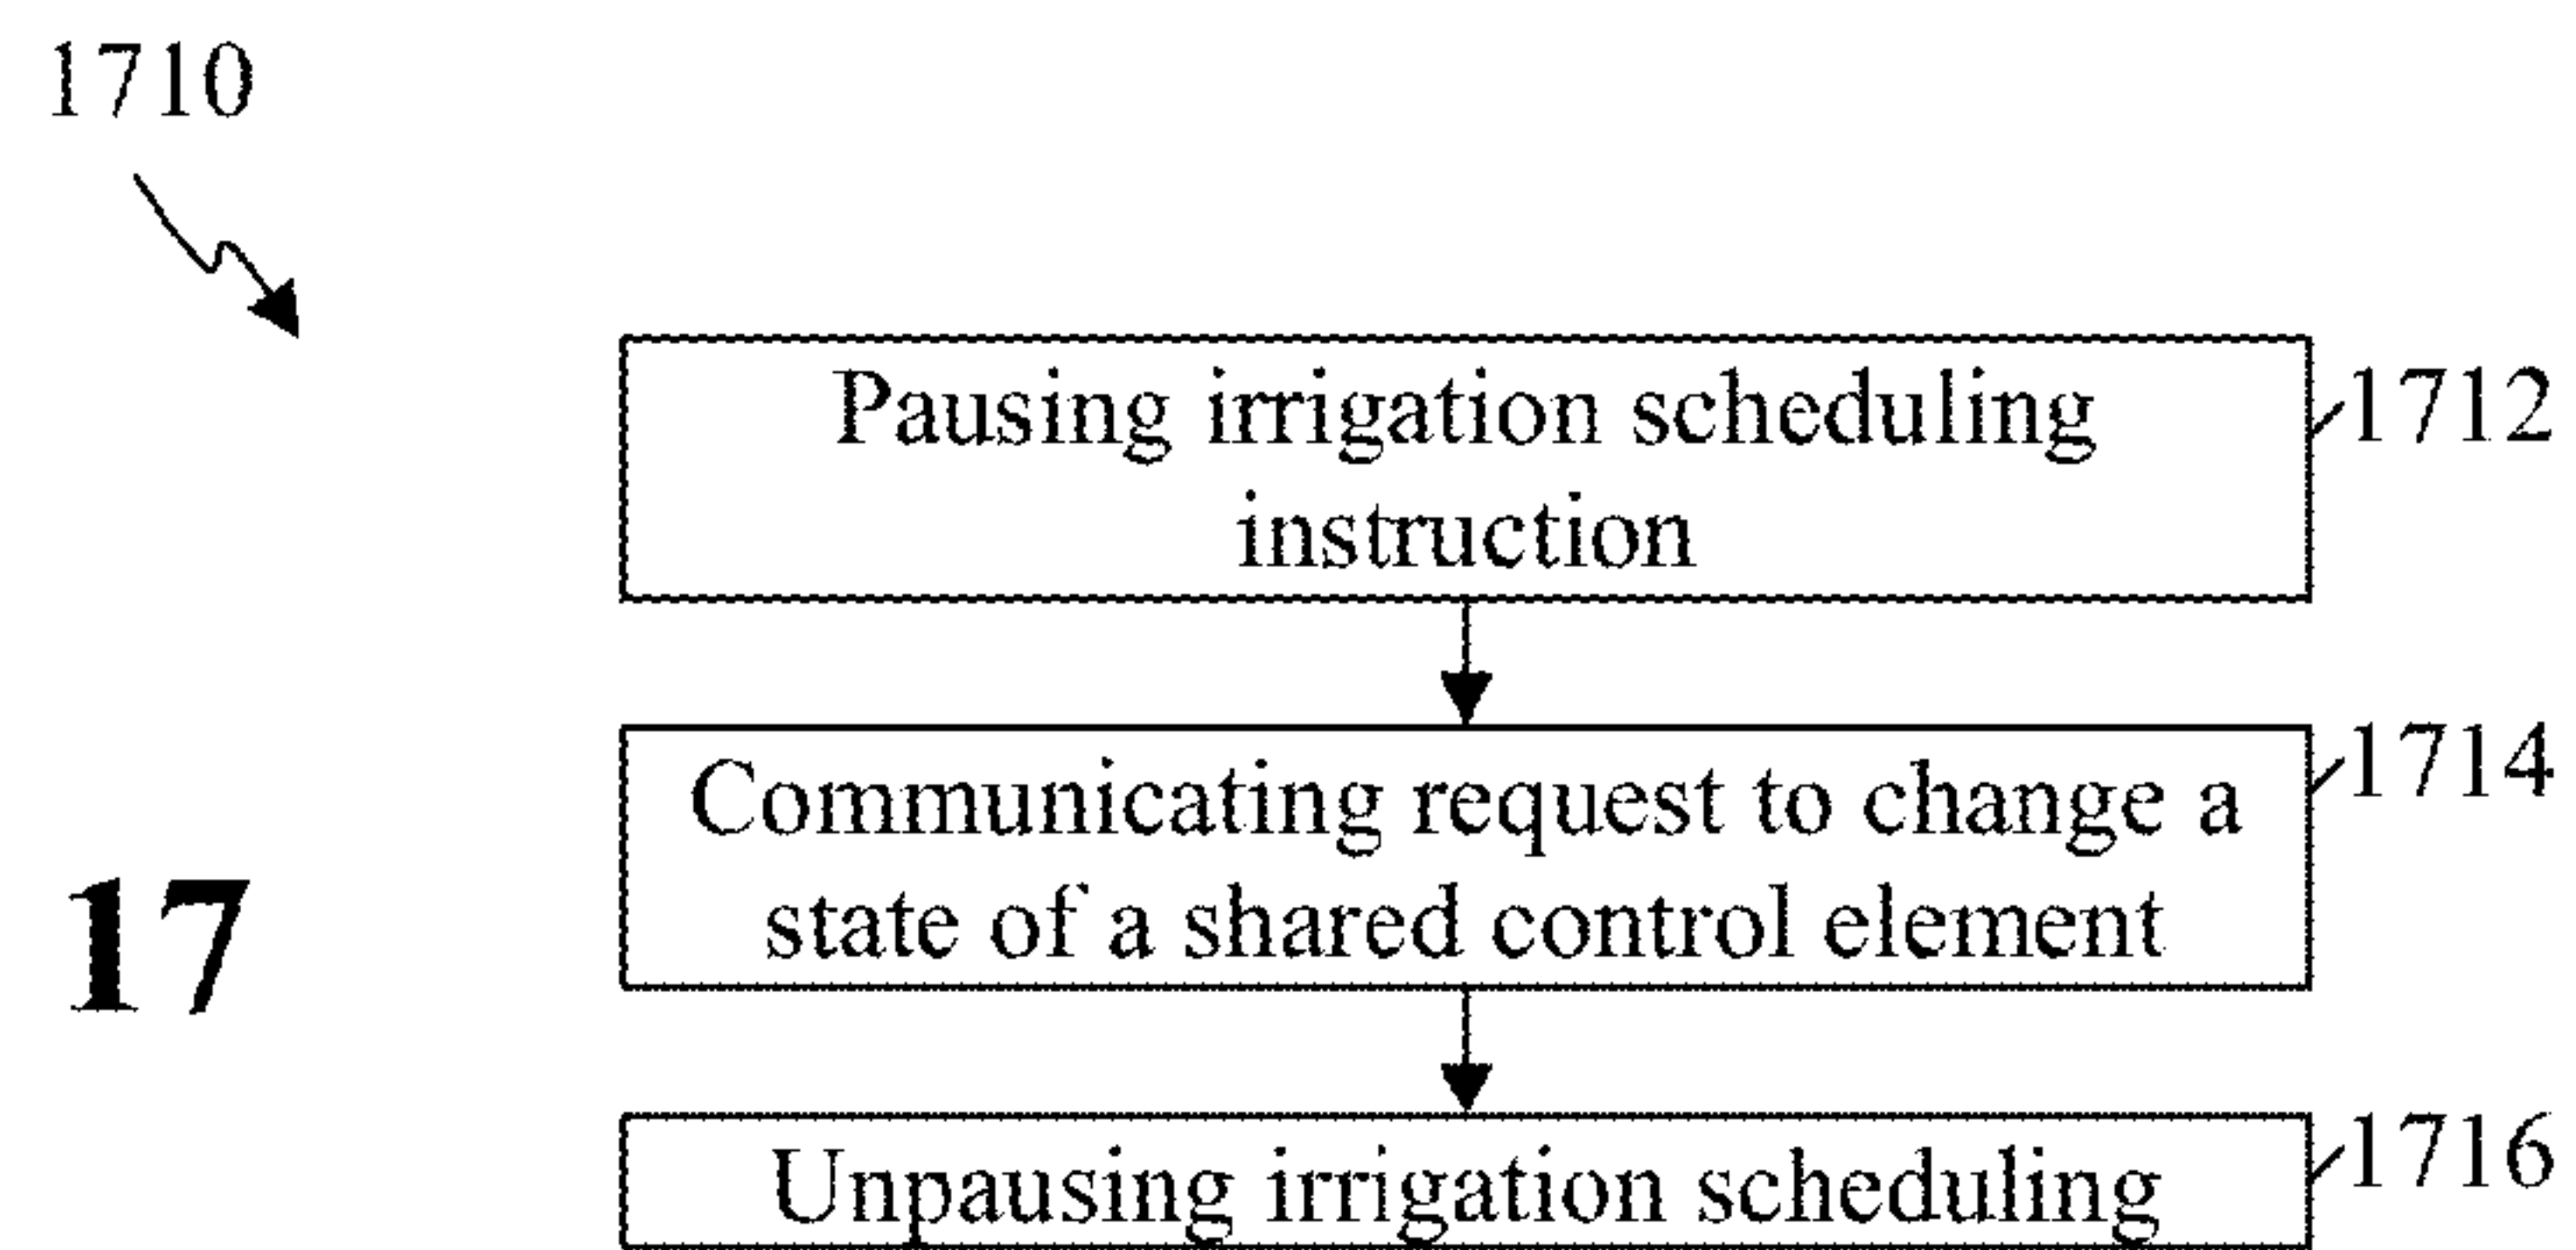 1710
Pausing irrigation scheduling
instruction
1712
Communicating request to change a
state of a shared control element
1714
17
Unpausing irrigation scheduling
1716